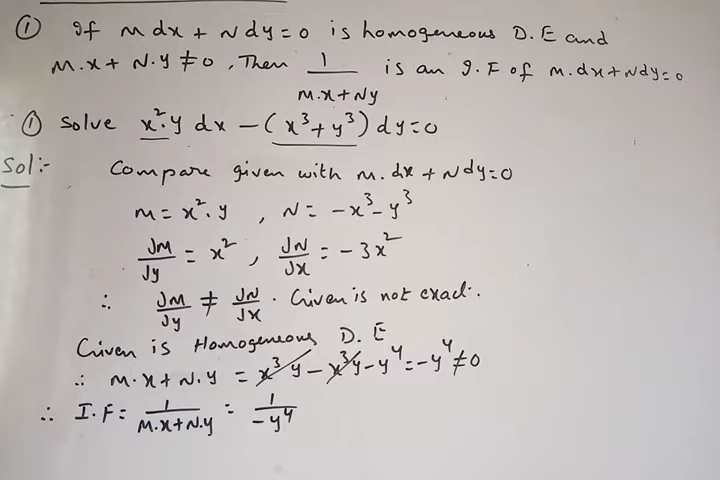 ① If M dx + N dy = 0 is homogeneous D.E and
M.x + N.y ≠ 0, Then 1/(M.x + Ny) is an I.F of M.dx + Ndy = 0
① Solve x².y dx - (x³ + y³) dy = 0
Sol:- Compare given with M.dx + Ndy = 0
M = x².y , N = -x³ - y³
∂M/∂y = x² , ∂N/∂x = -3x²
∴ ∂M/∂y ≠ ∂N/∂x . Given is not exact.
Given is Homogeneous D.E
∴ M.x + N.y = x³y - x³y - y⁴ = -y⁴ ≠ 0
∴ I.F = 1/(M.x + N.y) = 1/(-y⁴)